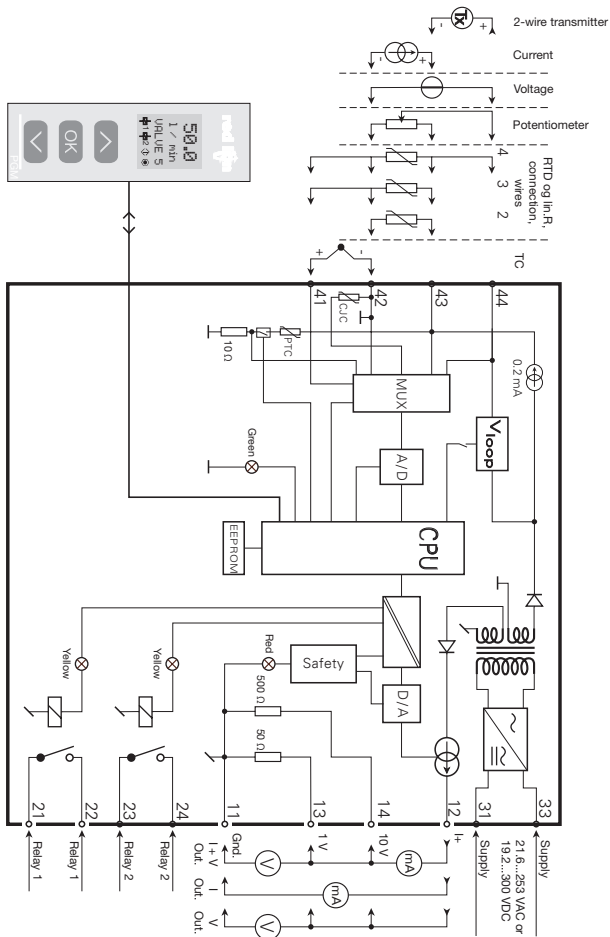 2-wire transmitter
Tx
- +
Current
- +
Voltage
Potentiometer
RTD og lin.R,
connection,
wires
4 3 2
TC
+ -
red
50.0
l / min
VALVE 5
1 2
OK
41
42
43
44
CJC
PTC
10 Ω
MUX
0.2 mA
Vloop
Green
A/D
CPU
EEPROM
Yellow
Yellow
Red
Safety
500 Ω
50 Ω
D/A
21
22
23
24
11
13
14
12
31
33
Relay 1
Relay 1
Relay 2
Relay 2
Gnd.
1 V
10 V
I+
Supply
Supply
21.6...253 VAC or
19.2...300 VDC
I + V
Out.
V
mA
I
Out.
mA
V
Out.
V